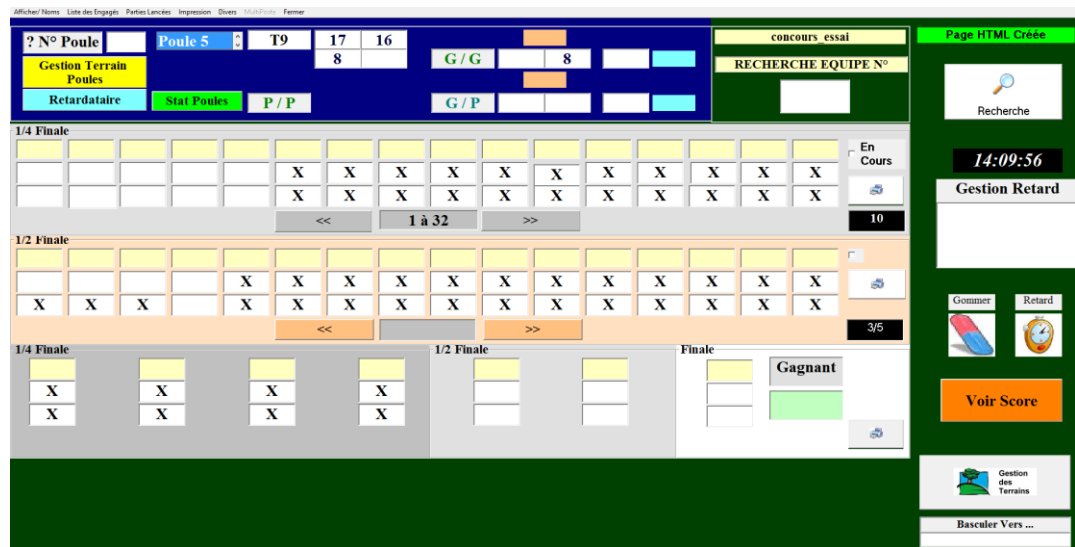 Afficher/ Noms Liste des Engagés Parties Lancées Impression Divers MultiPoste Fermer
? N° Poule Poule 5 T9 17 16
8 G / G 8
Gestion Terrain
Poules
Retardataire Stat Poules P / P G / P
concours_essai
RECHERCHE EQUIPE N°
Page HTML Créée
Recherche
14:09:56
Gestion Retard
Gommer Retard
Voir Score
Gestion
des
Terrains
Basculer Vers ...
1/4 Finale
En
Cours
X X X X X X X X X X X
X X X X X X X X X X X
<< 1 à 32 >> 10
1/2 Finale
X X X X X X X X X X X X
X X X X X X X X X X X X X X X
<< >> 3/5
1/4 Finale 1/2 Finale Finale
Gagnant
X X X X
X X X X